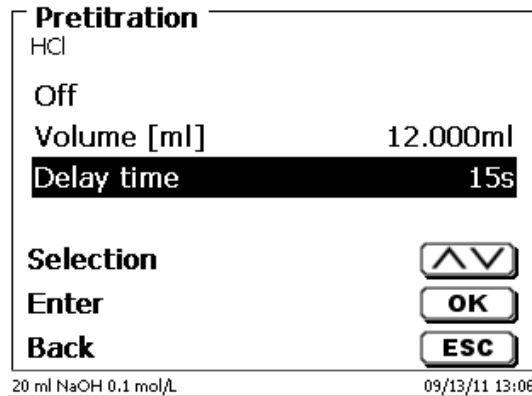 Pretitration
HCl
Off
Volume [ml] 12.000ml
Delay time 15s
Selection
Enter OK
Back ESC
20 ml NaOH 0.1 mol/L 09/13/11 13:06